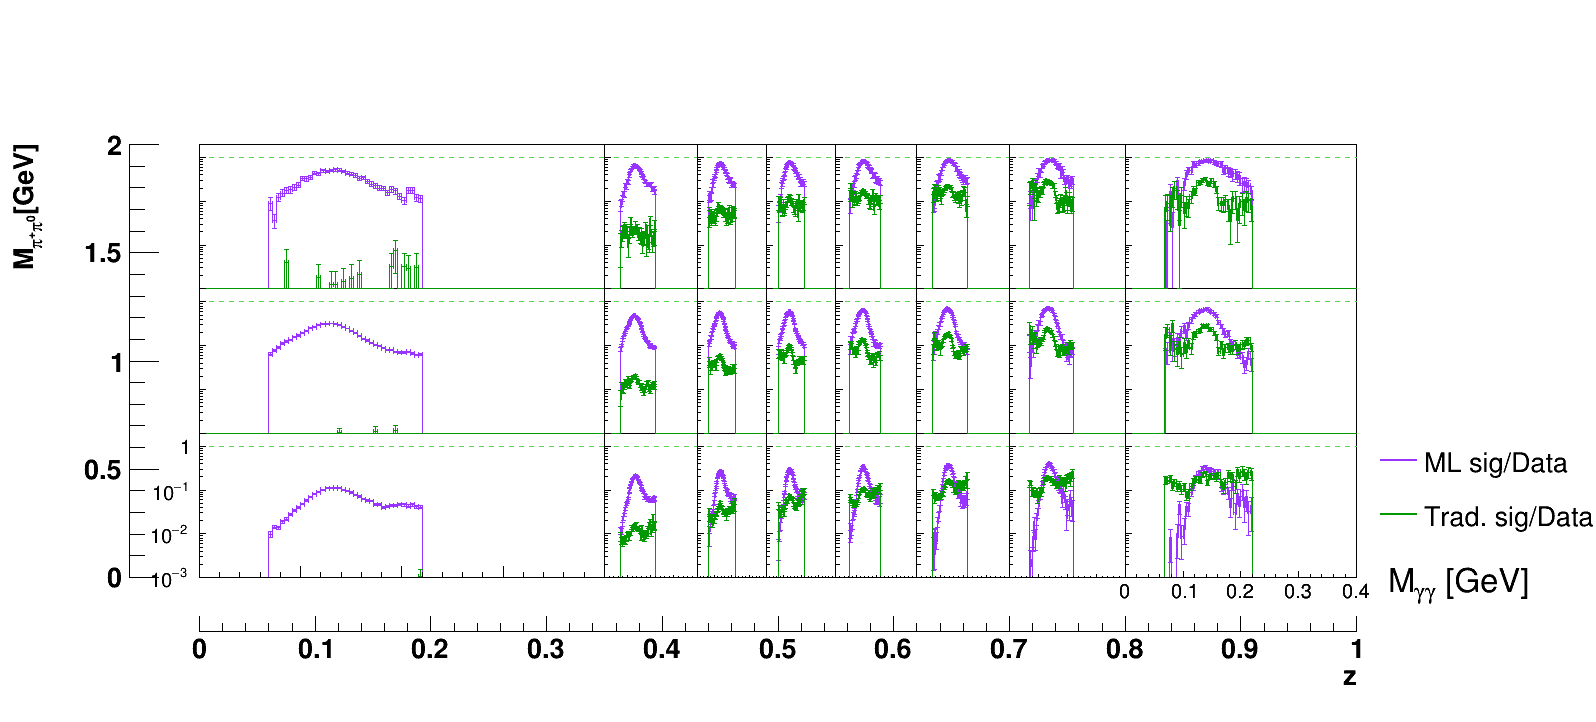 M_{π⁺π⁰}[GeV]
2
1.5
1
0.5
0
1
10⁻¹
10⁻²
10⁻³
ML sig/Data
Trad. sig/Data
0 0.1 0.2 0.3 0.4
M_{γγ} [GeV]
0 0.1 0.2 0.3 0.4 0.5 0.6 0.7 0.8 0.9 1
z